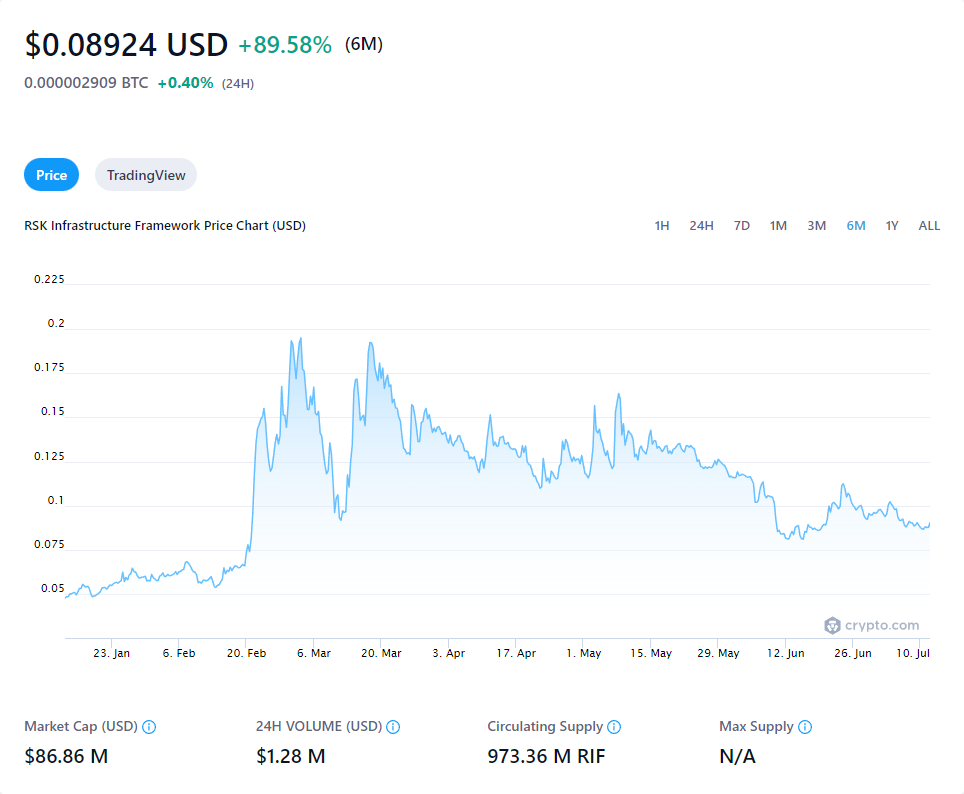 $0.08924 USD +89.58% (6M)
0.000002909 BTC +0.40% (24H)
Price TradingView
RSK Infrastructure Framework Price Chart (USD) 1H 24H 7D 1M 3M 6M 1Y ALL
0.225
0.2
0.175
0.15
0.125
0.1
0.075
0.05
crypto.com
23. Jan 6. Feb 20. Feb 6. Mar 20. Mar 3. Apr 17. Apr 1. May 15. May 29. May 12. Jun 26. Jun 10. Jul
Market Cap (USD) 24H VOLUME (USD) Circulating Supply Max Supply
$86.86 M $1.28 M 973.36 M RIF N/A